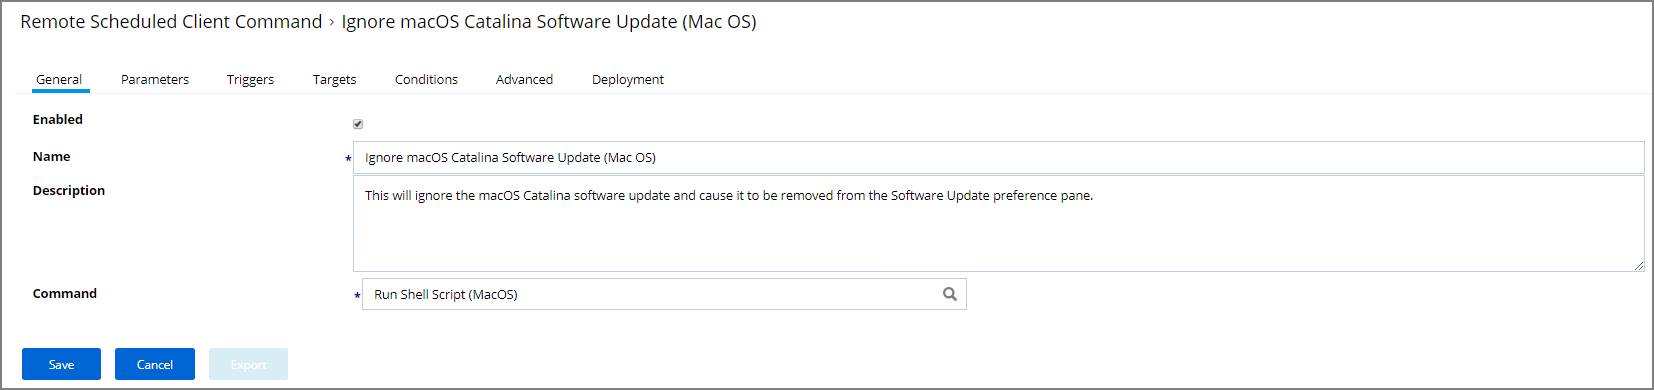 Remote Scheduled Client Command › Ignore macOS Catalina Software Update (Mac OS)
General Parameters Triggers Targets Conditions Advanced Deployment
Enabled
Name * Ignore macOS Catalina Software Update (Mac OS)
Description This will ignore the macOS Catalina software update and cause it to be removed from the Software Update preference pane.
Command * Run Shell Script (MacOS)
Save Cancel Export